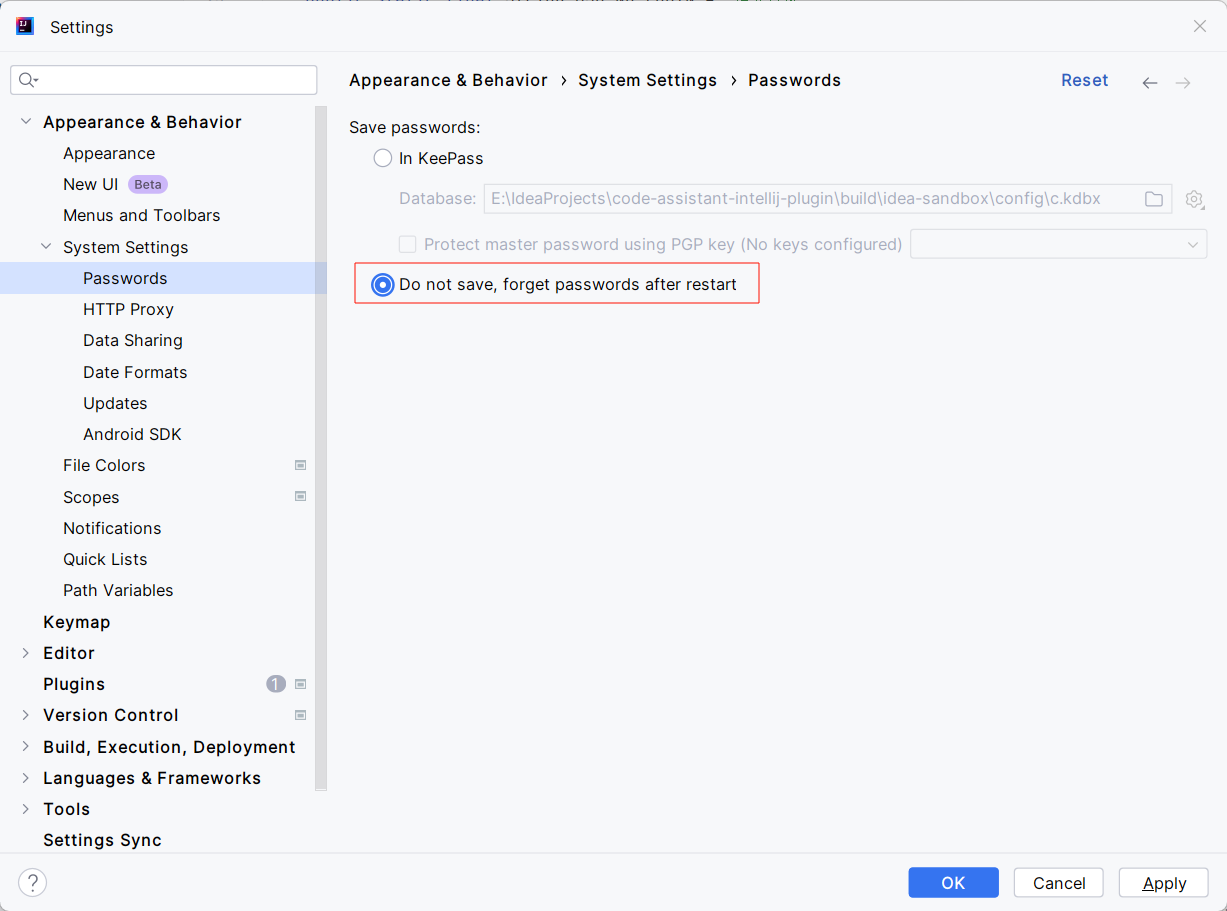 Settings
Appearance & Behavior › System Settings › Passwords
Reset
Appearance & Behavior
Appearance
New UI Beta
Menus and Toolbars
System Settings
Passwords
HTTP Proxy
Data Sharing
Date Formats
Updates
Android SDK
File Colors
Scopes
Notifications
Quick Lists
Path Variables
Keymap
Editor
Plugins 1
Version Control
Build, Execution, Deployment
Languages & Frameworks
Tools
Settings Sync
Save passwords:
In KeePass
Database: E:\IdeaProjects\code-assistant-intellij-plugin\build\idea-sandbox\config\c.kdbx
Protect master password using PGP key (No keys configured)
Do not save, forget passwords after restart
?
OK
Cancel
Apply